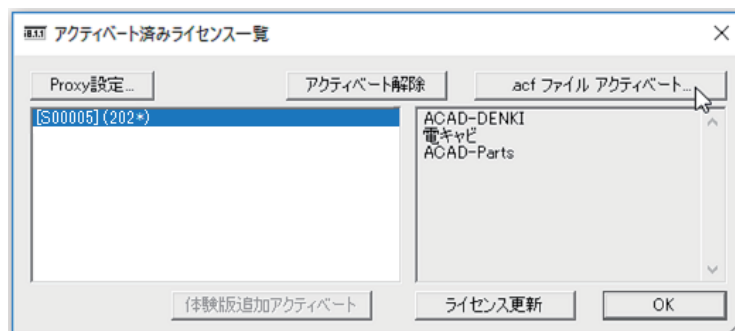 アクティベート済みライセンス一覧
Proxy設定...
アクティベート解除
.acf ファイル アクティベート...
[S00005] (202*)
ACAD-DENKI
電キャビ
ACAD-Parts
体験版追加アクティベート
ライセンス更新
OK